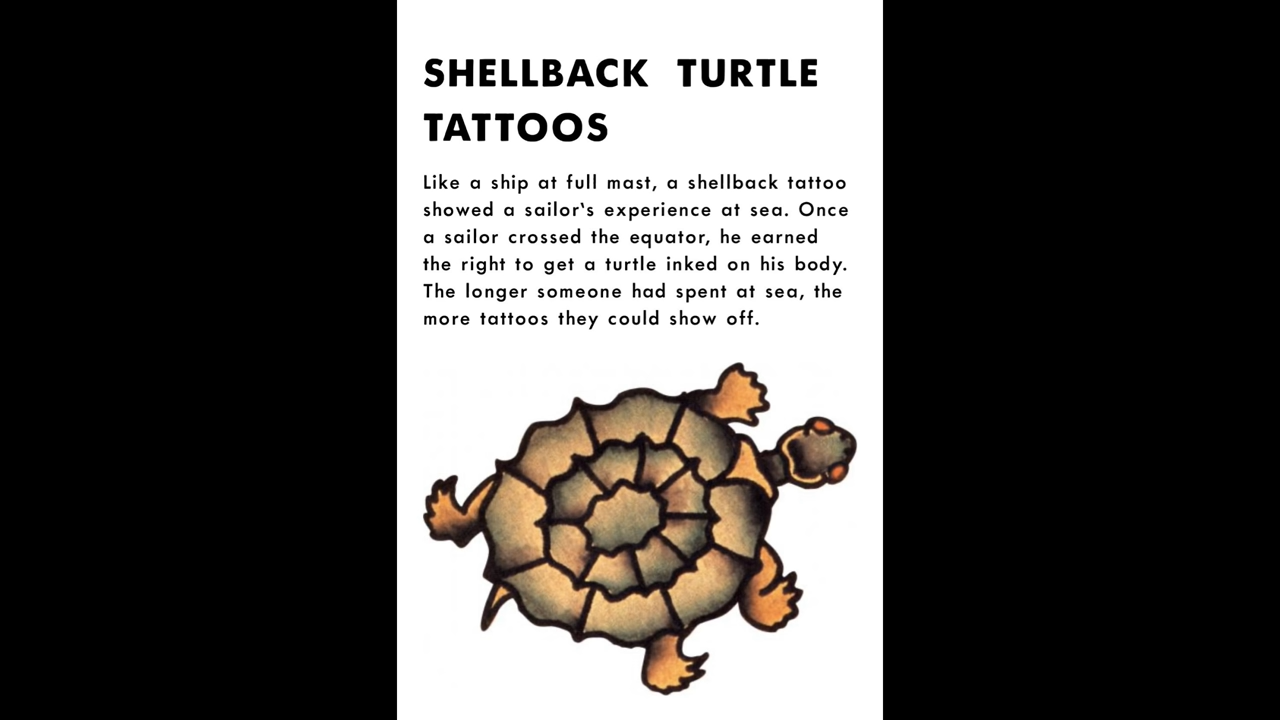 SHELLBACK TURTLE
TATTOOS
Like a ship at full mast, a shellback tattoo
showed a sailor‛s experience at sea. Once
a sailor crossed the equator, he earned
the right to get a turtle inked on his body.
The longer someone had spent at sea, the
more tattoos they could show off.